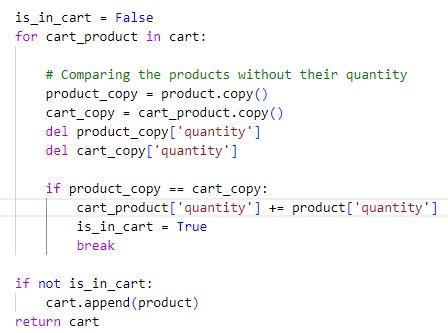 is_in_cart = False
for cart_product in cart:
# Comparing the products without their quantity
product_copy = product.copy()
cart_copy = cart_product.copy()
del product_copy['quantity']
del cart_copy['quantity']
if product_copy == cart_copy:
cart_product['quantity'] += product['quantity']
is_in_cart = True
break
if not is_in_cart:
cart.append(product)
return cart